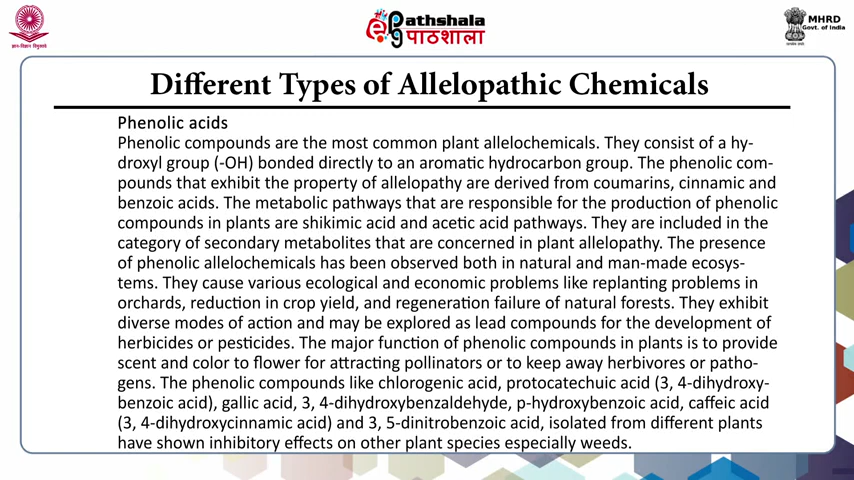 Pathshala
पाठशाला
MHRD
Govt. of India
Different Types of Allelopathic Chemicals
Phenolic acids
Phenolic compounds are the most common plant allelochemicals. They consist of a hy-
droxyl group (-OH) bonded directly to an aromatic hydrocarbon group. The phenolic com-
pounds that exhibit the property of allelopathy are derived from coumarins, cinnamic and
benzoic acids. The metabolic pathways that are responsible for the production of phenolic
compounds in plants are shikimic acid and acetic acid pathways. They are included in the
category of secondary metabolites that are concerned in plant allelopathy. The presence
of phenolic allelochemicals has been observed both in natural and man-made ecosys-
tems. They cause various ecological and economic problems like replanting problems in
orchards, reduction in crop yield, and regeneration failure of natural forests. They exhibit
diverse modes of action and may be explored as lead compounds for the development of
herbicides or pesticides. The major function of phenolic compounds in plants is to provide
scent and color to flower for attracting pollinators or to keep away herbivores or patho-
gens. The phenolic compounds like chlorogenic acid, protocatechuic acid (3, 4-dihydroxy-
benzoic acid), gallic acid, 3, 4-dihydroxybenzaldehyde, p-hydroxybenzoic acid, caffeic acid
(3, 4-dihydroxycinnamic acid) and 3, 5-dinitrobenzoic acid, isolated from different plants
have shown inhibitory effects on other plant species especially weeds.